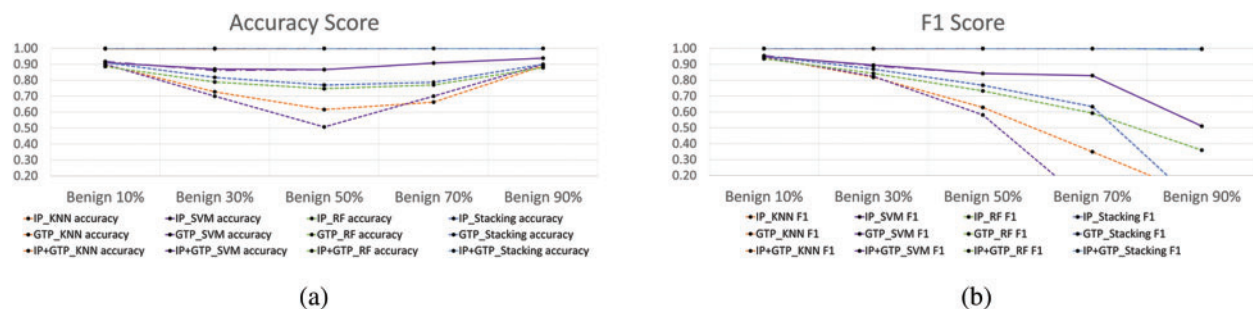 Accuracy Score
1.00
0.90
0.80
0.70
0.60
0.50
0.40
0.30
0.20
Benign 10% Benign 30% Benign 50% Benign 70% Benign 90%
IP_KNN accuracy IP_SVM accuracy IP_RF accuracy IP_Stacking accuracy
GTP_KNN accuracy GTP_SVM accuracy GTP_RF accuracy GTP_Stacking accuracy
IP+GTP_KNN accuracy IP+GTP_SVM accuracy IP+GTP_RF accuracy IP+GTP_Stacking accuracy
(a)
F1 Score
1.00
0.90
0.80
0.70
0.60
0.50
0.40
0.30
0.20
Benign 10% Benign 30% Benign 50% Benign 70% Benign 90%
IP_KNN F1 IP_SVM F1 IP_RF F1 IP_Stacking F1
GTP_KNN F1 GTP_SVM F1 GTP_RF F1 GTP_Stacking F1
IP+GTP_KNN F1 IP+GTP_SVM F1 IP+GTP_RF F1 IP+GTP_Stacking F1
(b)